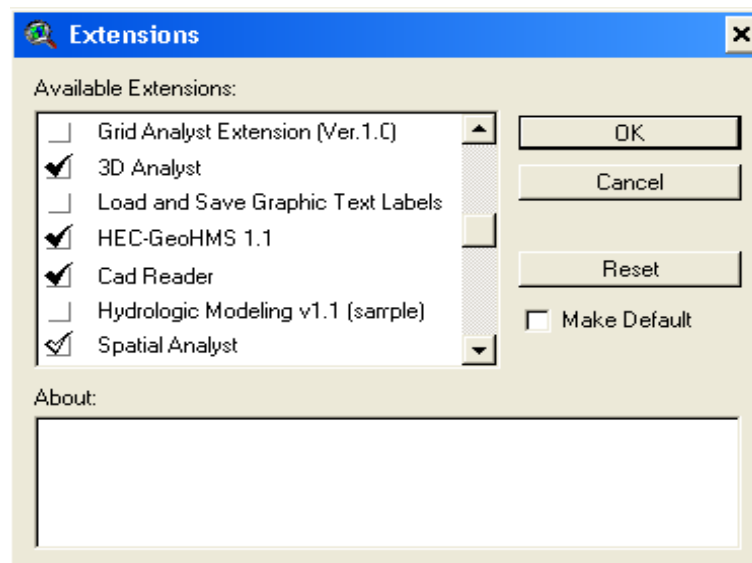 Extensions
Available Extensions:
Grid Analyst Extension (Ver.1.0)
3D Analyst
Load and Save Graphic Text Labels
HEC-GeoHMS 1.1
Cad Reader
Hydrologic Modeling v1.1 (sample)
Spatial Analyst
OK
Cancel
Reset
Make Default
About: